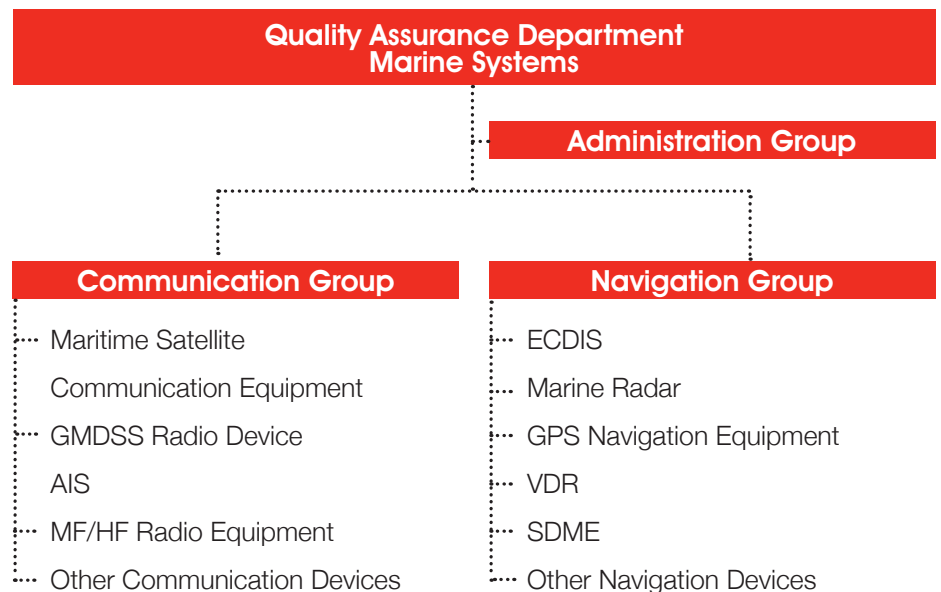 Quality Assurance Department
Marine Systems
Administration Group
Communication Group
Maritime Satellite
Communication Equipment
GMDSS Radio Device
AIS
MF/HF Radio Equipment
Other Communication Devices
Navigation Group
ECDIS
Marine Radar
GPS Navigation Equipment
VDR
SDME
Other Navigation Devices